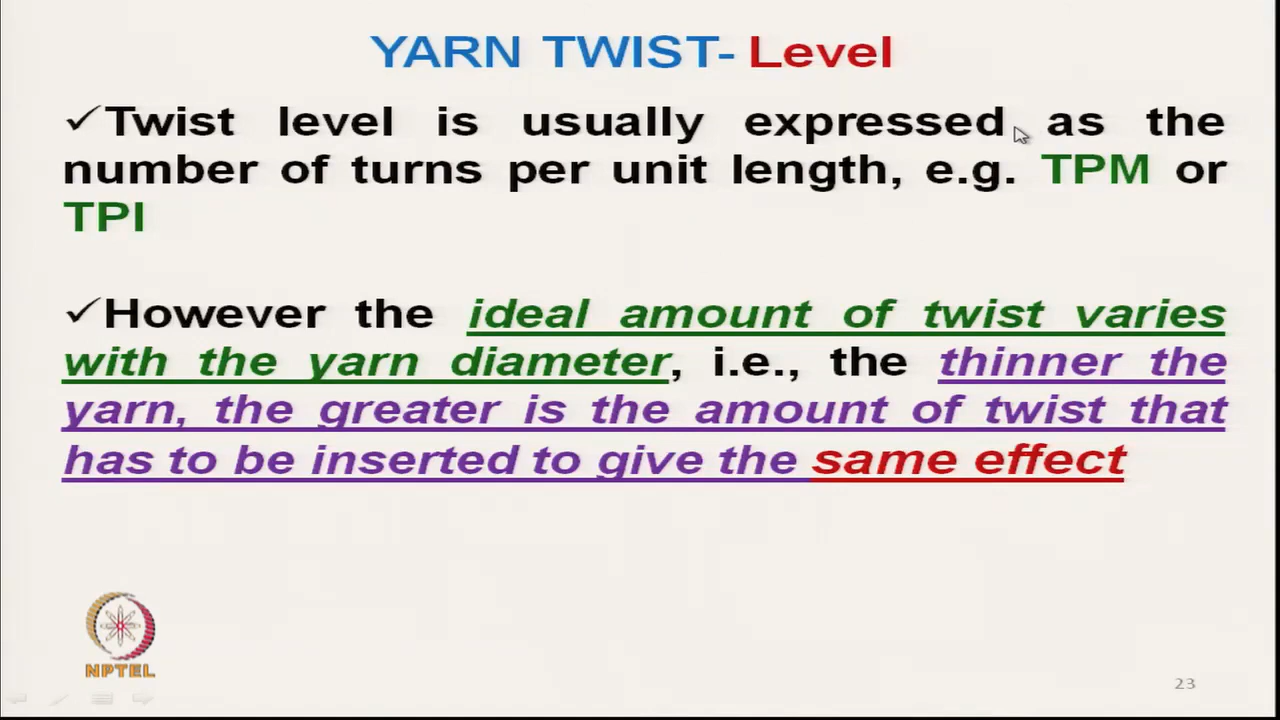 YARN TWIST- Level
✓Twist level is usually expressed as the
number of turns per unit length, e.g. TPM or
TPI
✓However the ideal amount of twist varies
with the yarn diameter, i.e., the thinner the
yarn, the greater is the amount of twist that
has to be inserted to give the same effect
NPTEL
23